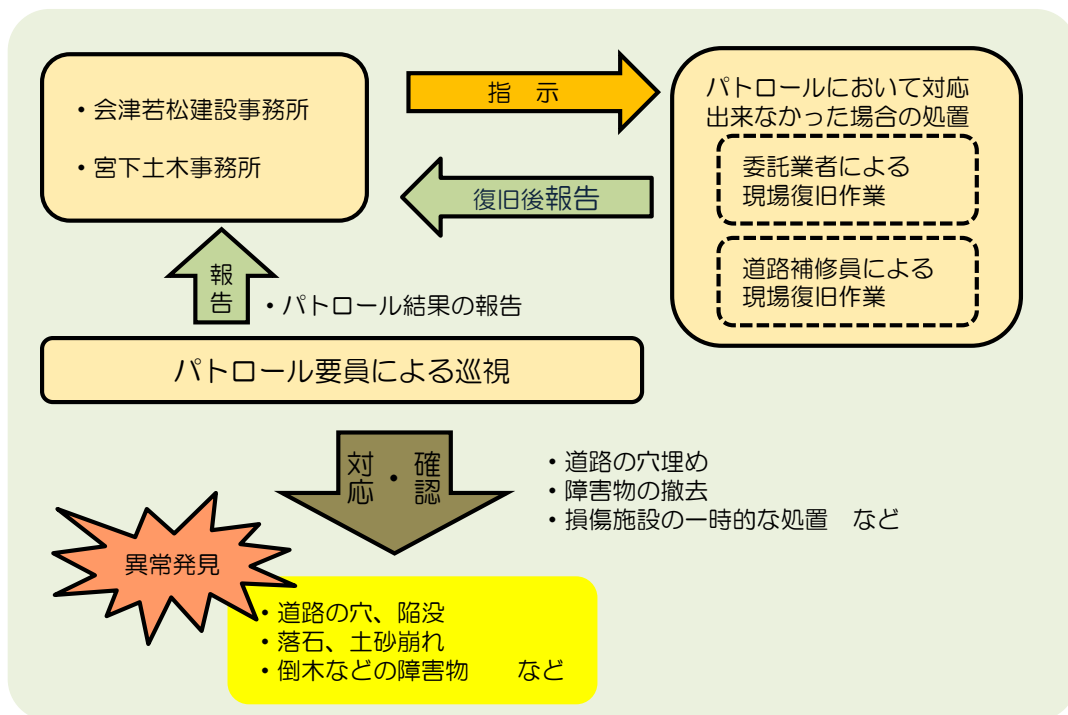 ・会津若松建設事務所
・宮下土木事務所
指　示
復旧後報告
パトロールにおいて対応
出来なかった場合の処置
委託業者による
現場復旧作業
道路補修員による
現場復旧作業
報告
・パトロール結果の報告
パトロール要員による巡視
対応・確認
・道路の穴埋め
・障害物の撤去
・損傷施設の一時的な処置　など
異常発見
・道路の穴、陥没
・落石、土砂崩れ
・倒木などの障害物　　など